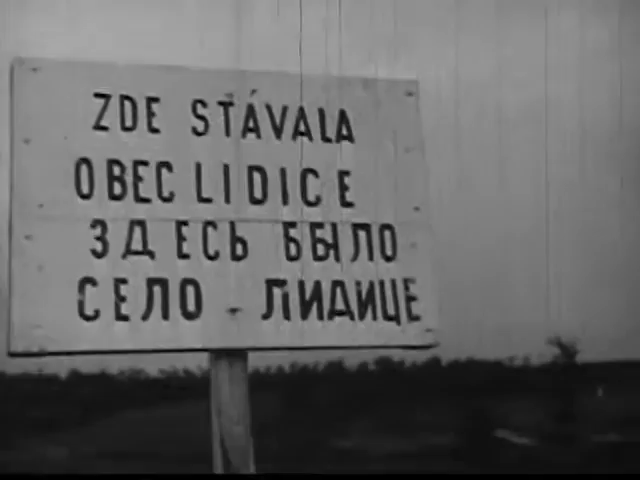 ZDE STÁVALA
OBEC LIDICE
ЗДЕСЬ БЫЛО
СЕЛО - ЛИДИЦЕ